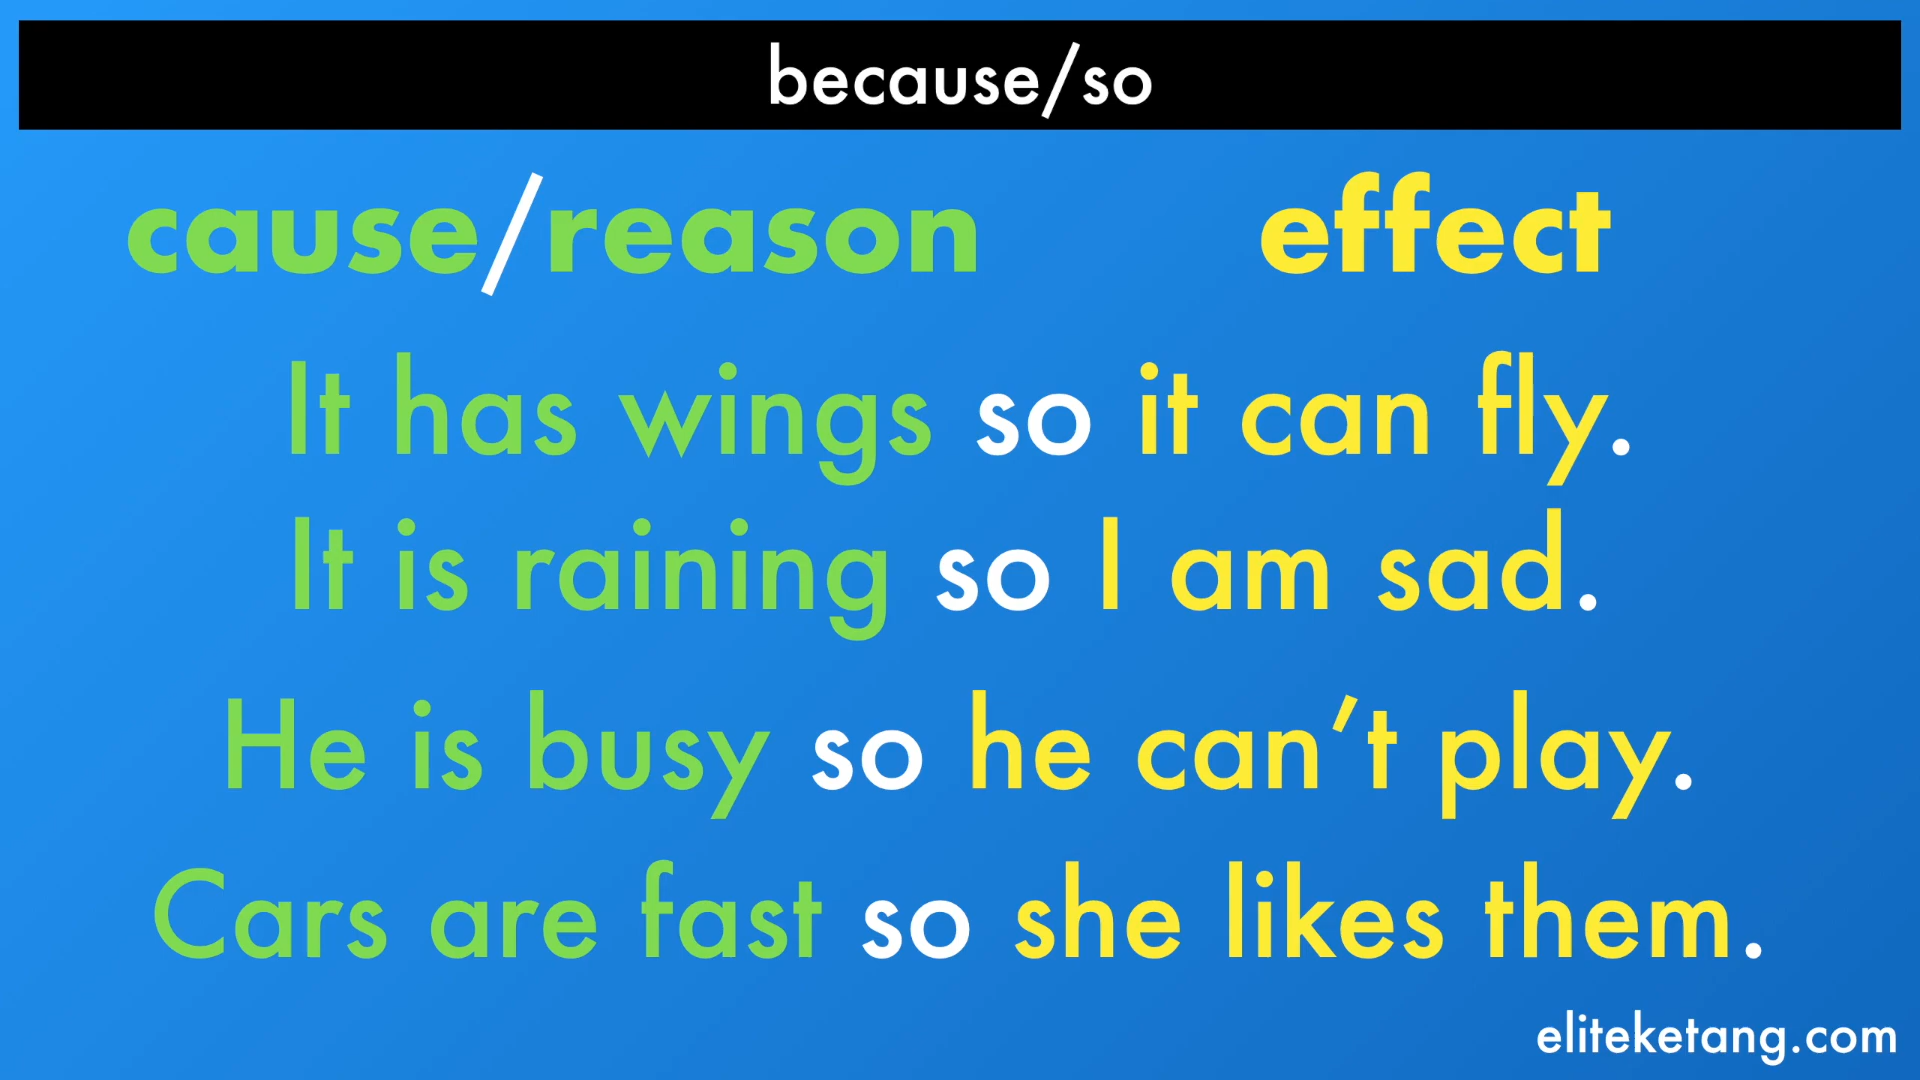 because/so
cause/reason effect
It has wings so it can fly.
It is raining so I am sad.
He is busy so he can’t play.
Cars are fast so she likes them.
eliteketang.com